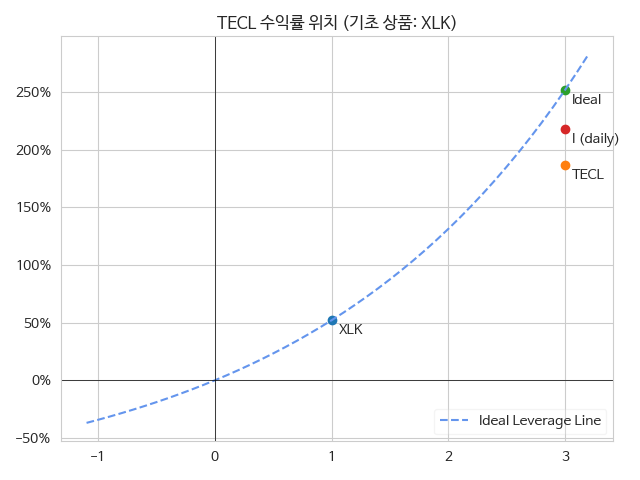 TECL 수익률 위치 (기초 상품: XLK)
250%
200%
150%
100%
50%
0%
−50%
Ideal
I (daily)
TECL
XLK
Ideal Leverage Line
−1
0
1
2
3